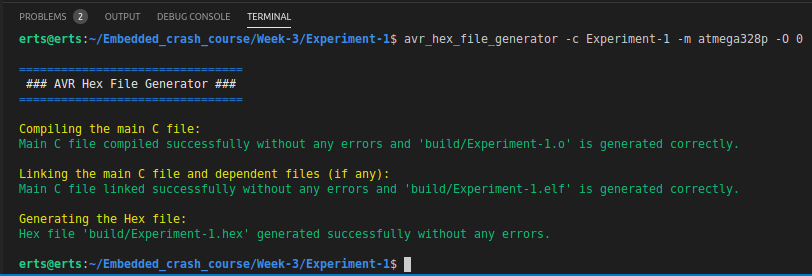 PROBLEMS 2 OUTPUT DEBUG CONSOLE TERMINAL
erts@erts:~/Embedded_crash_course/Week-3/Experiment-1$ avr_hex_file_generator -c Experiment-1 -m atmega328p -O 0
================================
### AVR Hex File Generator ###
================================
Compiling the main C file:
Main C file compiled successfully without any errors and 'build/Experiment-1.o' is generated correctly.
Linking the main C file and dependent files (if any):
Main C file linked successfully without any errors and 'build/Experiment-1.elf' is generated correctly.
Generating the Hex file:
Hex file 'build/Experiment-1.hex' generated successfully without any errors.
erts@erts:~/Embedded_crash_course/Week-3/Experiment-1$